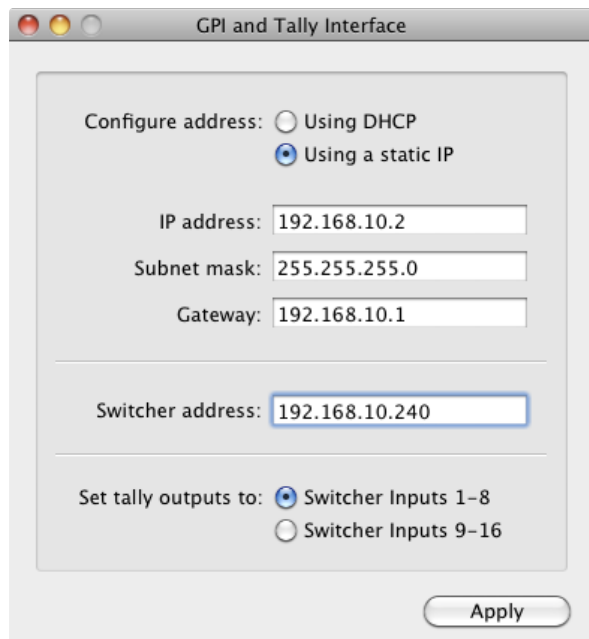 GPI and Tally Interface
Configure address: Using DHCP
Using a static IP
IP address: 192.168.10.2
Subnet mask: 255.255.255.0
Gateway: 192.168.10.1
Switcher address: 192.168.10.240
Set tally outputs to: Switcher Inputs 1–8
Switcher Inputs 9–16
Apply